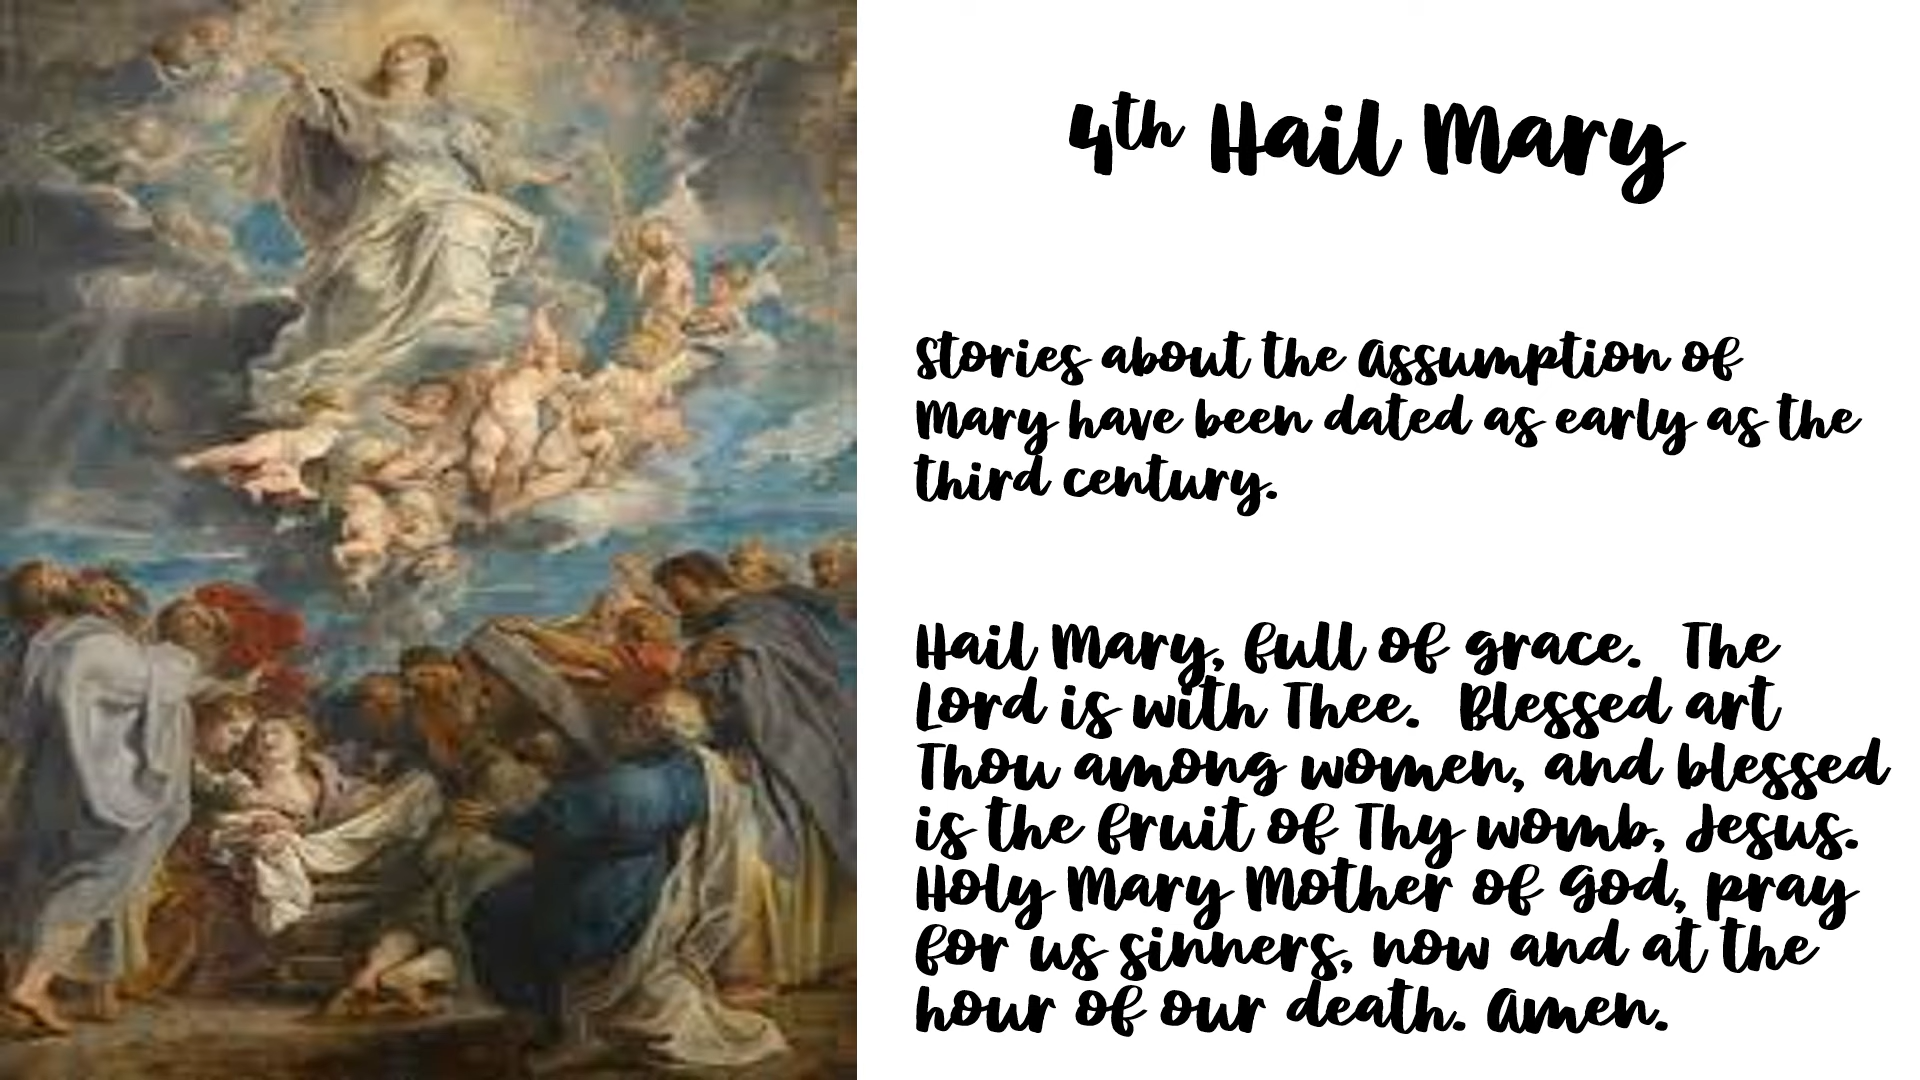 4th Hail Mary
Stories about the Assumption of
Mary have been dated as early as the
third century.
Hail Mary, full of grace.  The
Lord is with Thee.  Blessed art
Thou among women, and blessed
is the fruit of Thy womb, Jesus.
Holy Mary Mother of God, pray
for us sinners, now and at the
hour of our death. Amen.